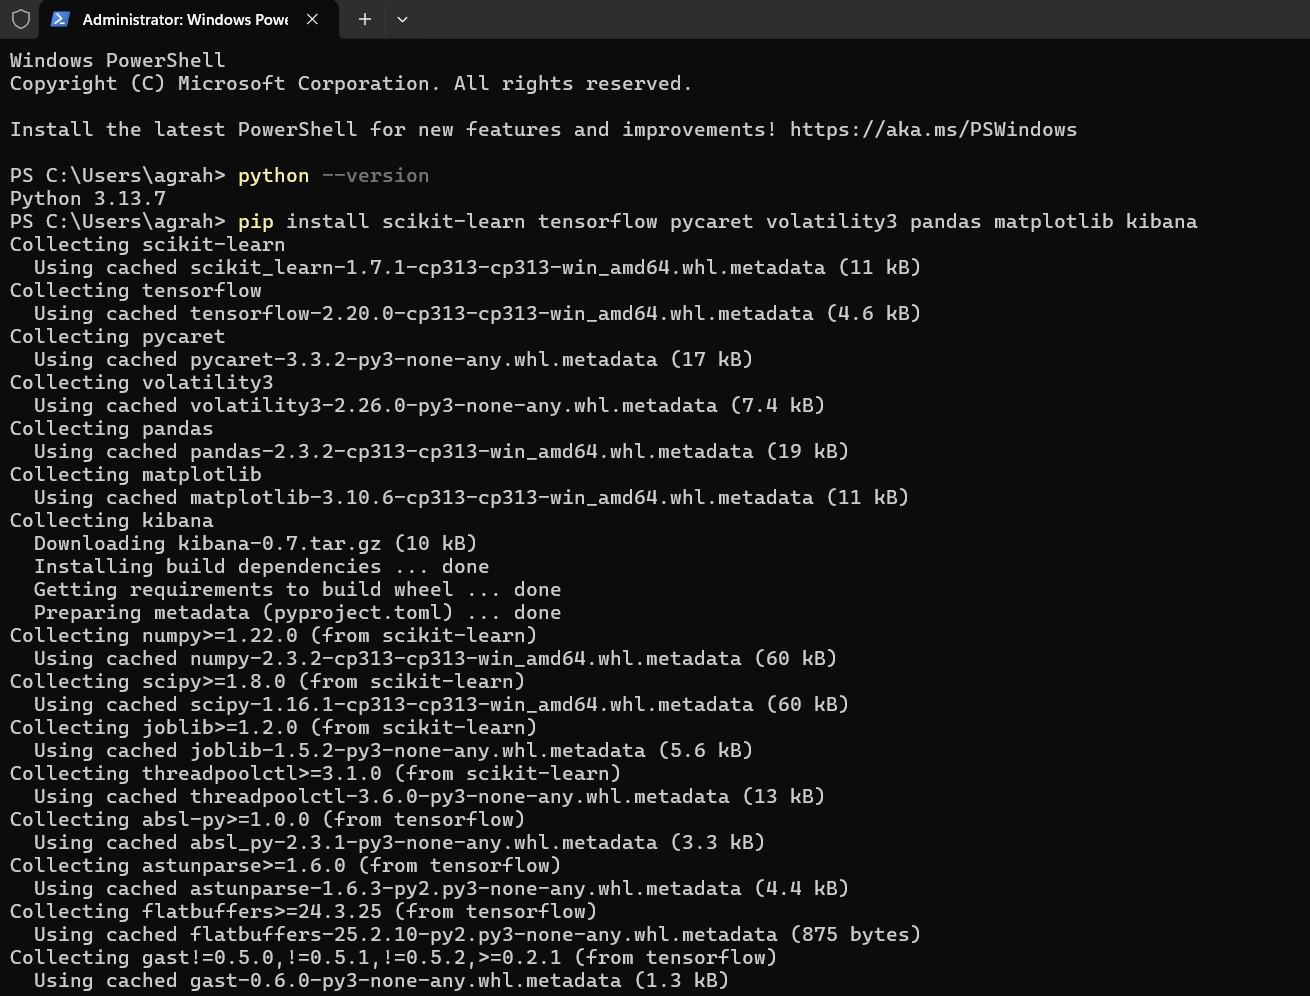 Administrator: Windows Powe
Windows PowerShell
Copyright (C) Microsoft Corporation. All rights reserved.
Install the latest PowerShell for new features and improvements! https://aka.ms/PSWindows
PS C:\Users\agrah> python --version
Python 3.13.7
PS C:\Users\agrah> pip install scikit-learn tensorflow pycaret volatility3 pandas matplotlib kibana
Collecting scikit-learn
  Using cached scikit_learn-1.7.1-cp313-cp313-win_amd64.whl.metadata (11 kB)
Collecting tensorflow
  Using cached tensorflow-2.20.0-cp313-cp313-win_amd64.whl.metadata (4.6 kB)
Collecting pycaret
  Using cached pycaret-3.3.2-py3-none-any.whl.metadata (17 kB)
Collecting volatility3
  Using cached volatility3-2.26.0-py3-none-any.whl.metadata (7.4 kB)
Collecting pandas
  Using cached pandas-2.3.2-cp313-cp313-win_amd64.whl.metadata (19 kB)
Collecting matplotlib
  Using cached matplotlib-3.10.6-cp313-cp313-win_amd64.whl.metadata (11 kB)
Collecting kibana
  Downloading kibana-0.7.tar.gz (10 kB)
  Installing build dependencies ... done
  Getting requirements to build wheel ... done
  Preparing metadata (pyproject.toml) ... done
Collecting numpy>=1.22.0 (from scikit-learn)
  Using cached numpy-2.3.2-cp313-cp313-win_amd64.whl.metadata (60 kB)
Collecting scipy>=1.8.0 (from scikit-learn)
  Using cached scipy-1.16.1-cp313-cp313-win_amd64.whl.metadata (60 kB)
Collecting joblib>=1.2.0 (from scikit-learn)
  Using cached joblib-1.5.2-py3-none-any.whl.metadata (5.6 kB)
Collecting threadpoolctl>=3.1.0 (from scikit-learn)
  Using cached threadpoolctl-3.6.0-py3-none-any.whl.metadata (13 kB)
Collecting absl-py>=1.0.0 (from tensorflow)
  Using cached absl_py-2.3.1-py3-none-any.whl.metadata (3.3 kB)
Collecting astunparse>=1.6.0 (from tensorflow)
  Using cached astunparse-1.6.3-py2.py3-none-any.whl.metadata (4.4 kB)
Collecting flatbuffers>=24.3.25 (from tensorflow)
  Using cached flatbuffers-25.2.10-py2.py3-none-any.whl.metadata (875 bytes)
Collecting gast!=0.5.0,!=0.5.1,!=0.5.2,>=0.2.1 (from tensorflow)
  Using cached gast-0.6.0-py3-none-any.whl.metadata (1.3 kB)